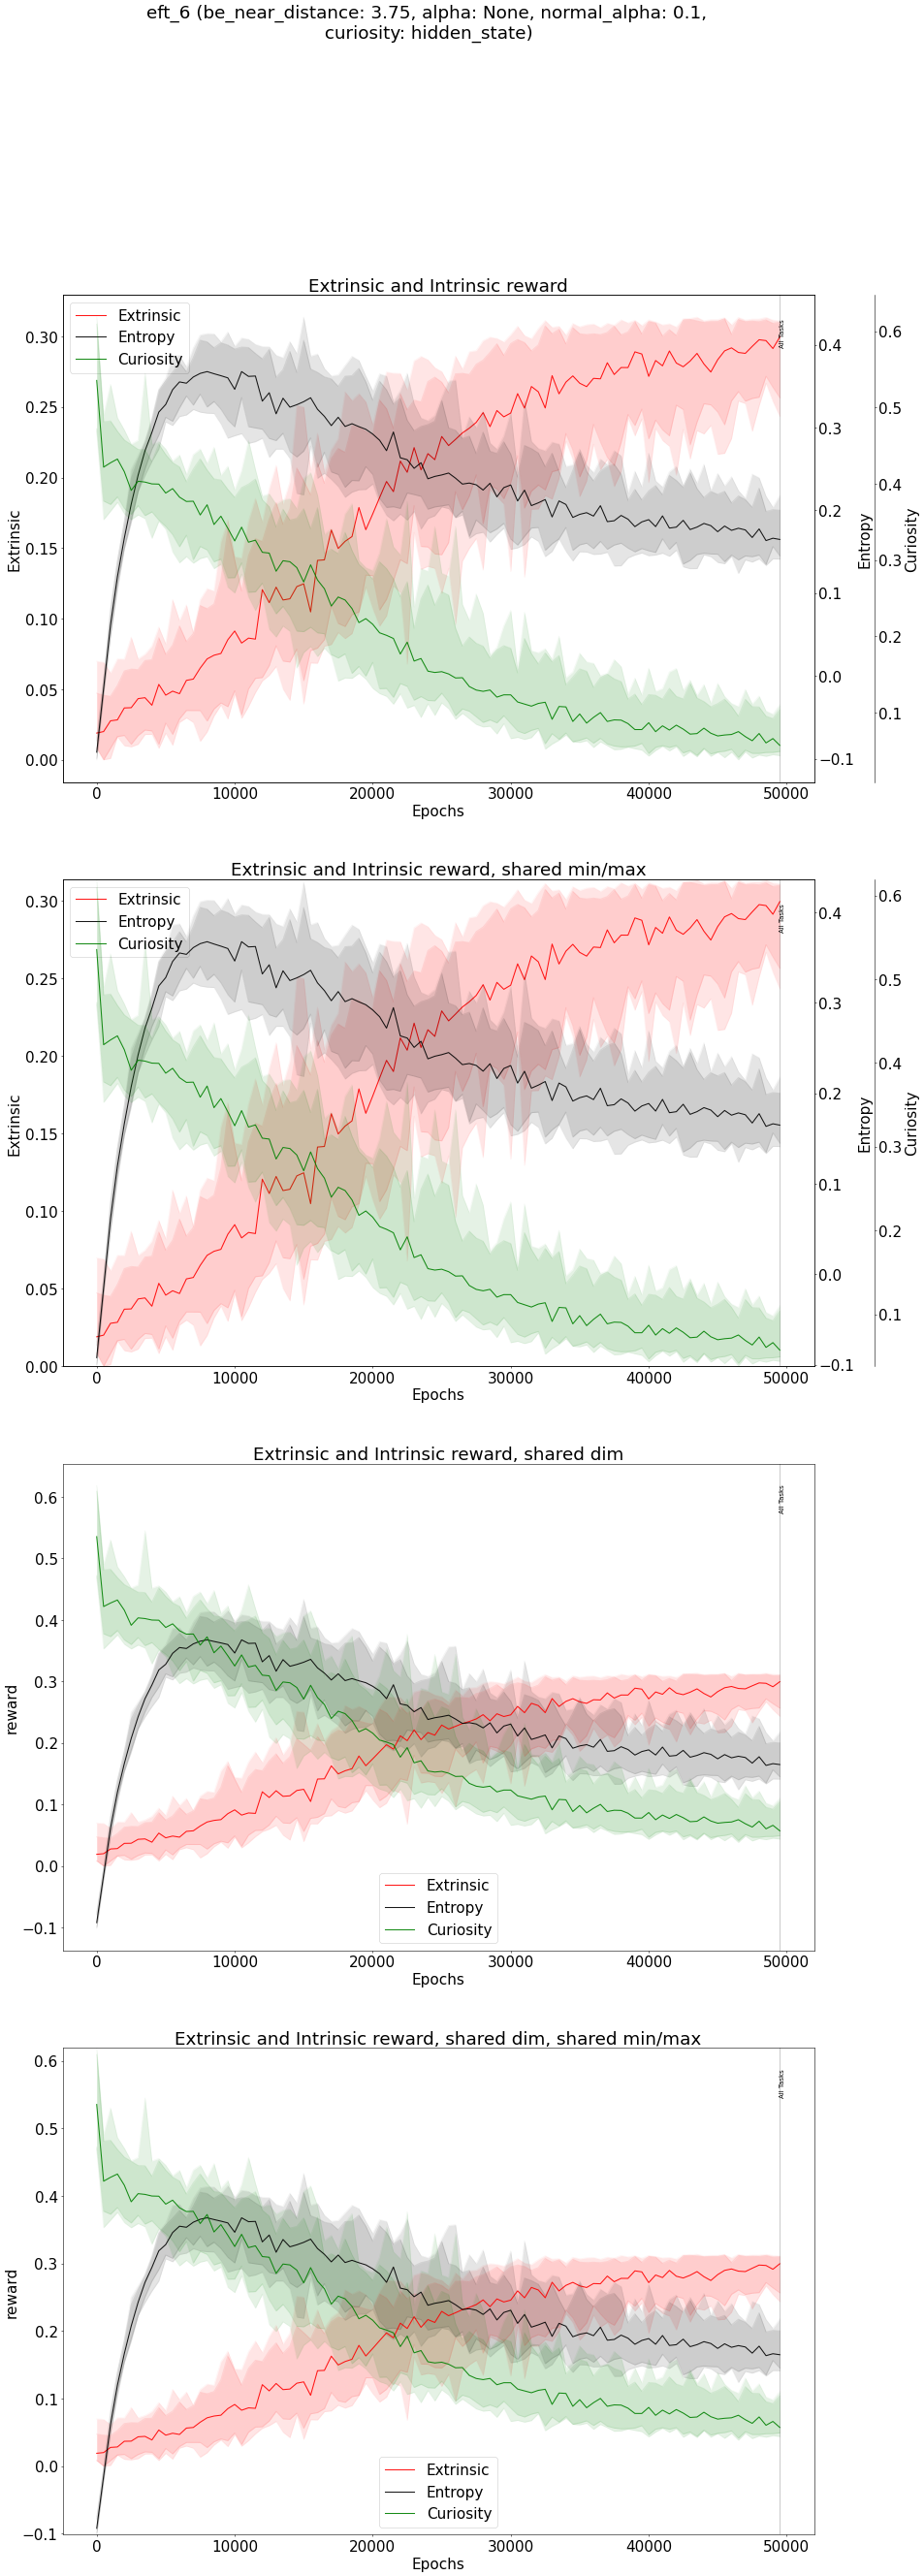 eft_6 (be_near_distance: 3.75, alpha: None, normal_alpha: 0.1,
curiosity: hidden_state)
Extrinsic and Intrinsic reward
Extrinsic
Entropy
Curiosity
All Tasks
0.30
0.25
0.20
0.15
0.10
0.05
0.00
Extrinsic
0.4
0.3
0.2
0.1
0.0
−0.1
Entropy
0.6
0.5
0.4
0.3
0.2
0.1
Curiosity
0 10000 20000 30000 40000 50000
Epochs
Extrinsic and Intrinsic reward, shared min/max
Extrinsic
Entropy
Curiosity
All Tasks
0.30
0.25
0.20
0.15
0.10
0.05
0.00
Extrinsic
0.4
0.3
0.2
0.1
0.0
−0.1
Entropy
0.6
0.5
0.4
0.3
0.2
0.1
Curiosity
0 10000 20000 30000 40000 50000
Epochs
Extrinsic and Intrinsic reward, shared dim
All Tasks
0.6
0.5
0.4
0.3
0.2
0.1
0.0
−0.1
reward
Extrinsic
Entropy
Curiosity
0 10000 20000 30000 40000 50000
Epochs
Extrinsic and Intrinsic reward, shared dim, shared min/max
All Tasks
0.6
0.5
0.4
0.3
0.2
0.1
0.0
−0.1
reward
Extrinsic
Entropy
Curiosity
0 10000 20000 30000 40000 50000
Epochs